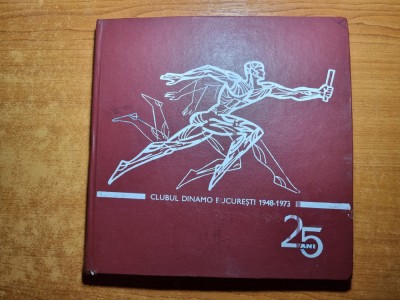 CLUBUL DINAMO BUCUREȘTI 1948-1973
25
ANI